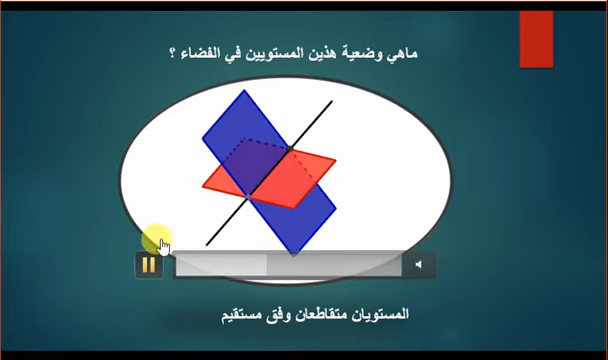 ماهي وضعية هذين المستويين في الفضاء ؟
المستويان متقاطعان وفق مستقيم